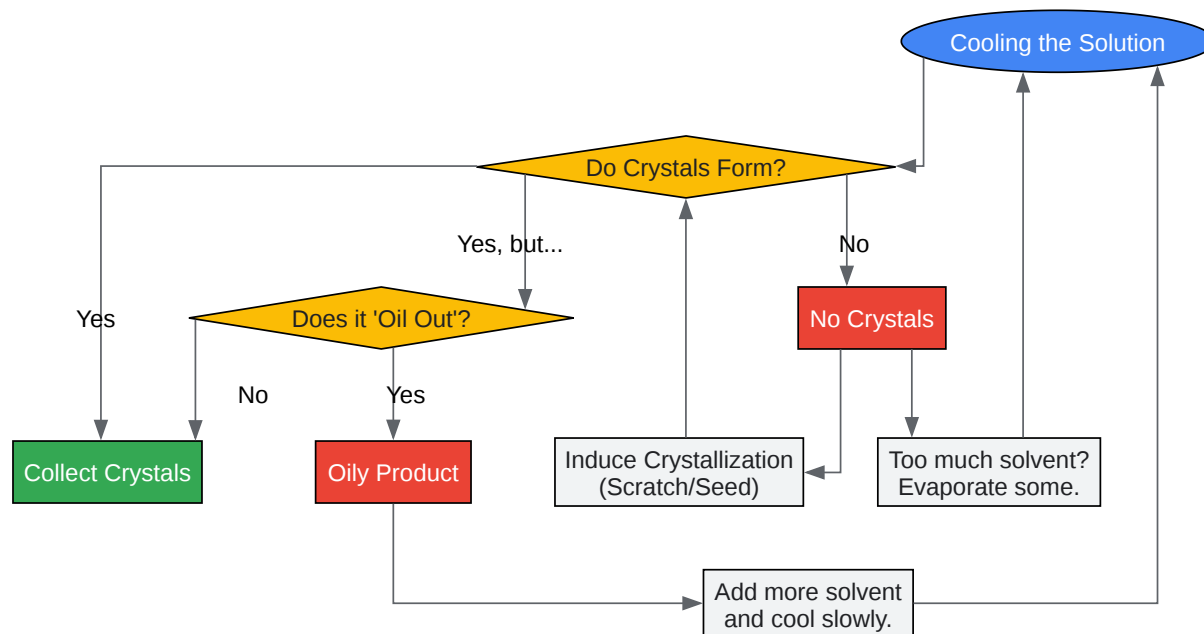 Cooling the Solution
Do Crystals Form?
Yes, but...
No
Yes
Does it 'Oil Out'?
No Crystals
No
Yes
Collect Crystals
Oily Product
Induce Crystallization
(Scratch/Seed)
Too much solvent?
Evaporate some.
Add more solvent
and cool slowly.